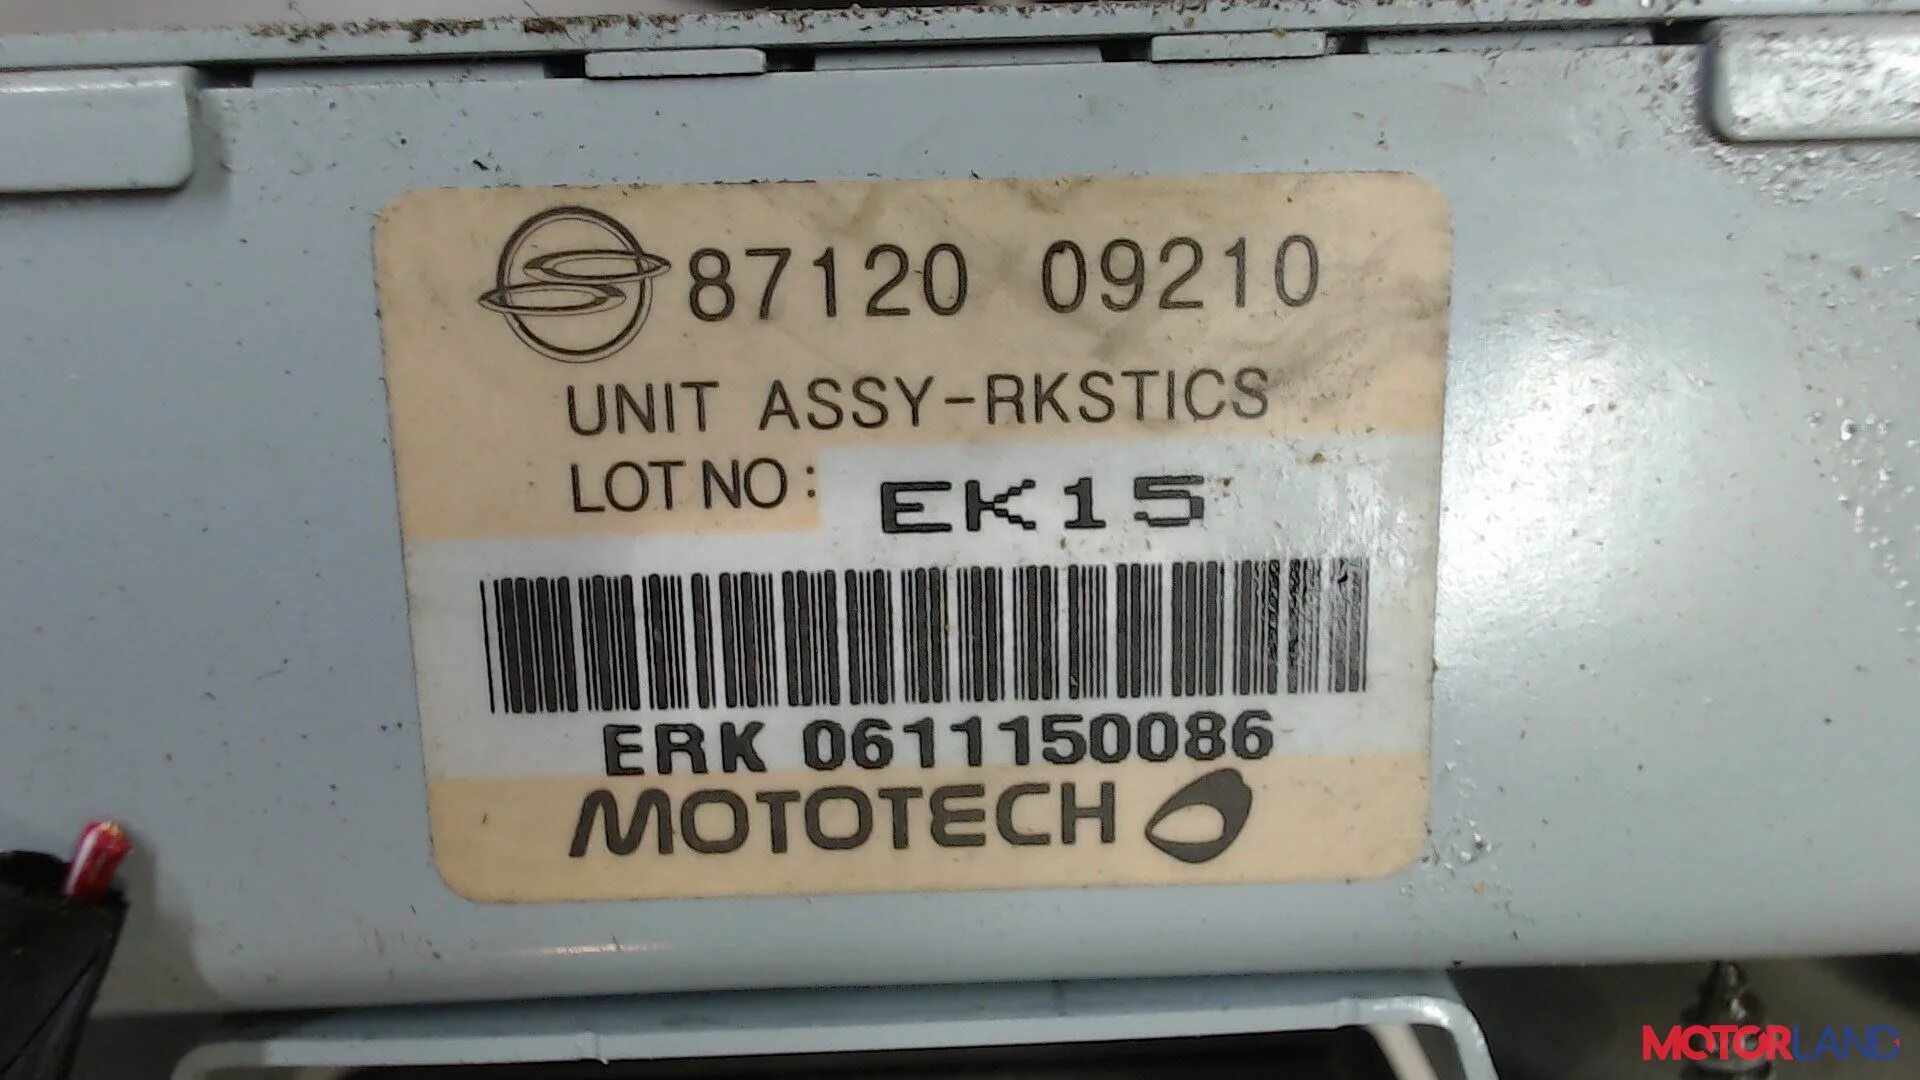 87120 09210
UNIT ASSY-RKSTICS
LOT NO : EK15
ERK 0611150086
MOTOTECH
MOTORLAND